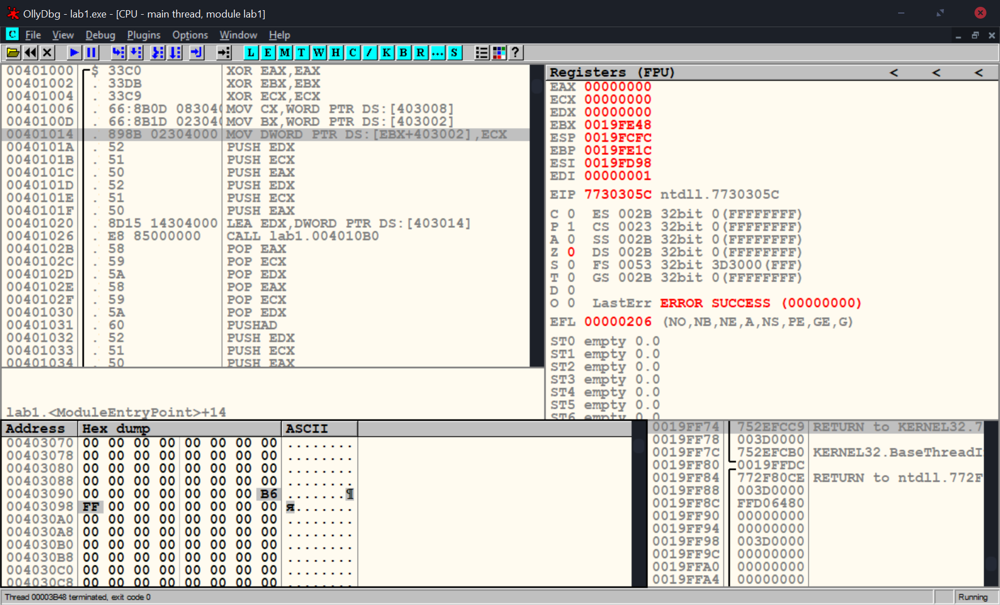 OllyDbg - lab1.exe - [CPU - main thread, module lab1]
C File View Debug Plugins Options Window Help
L E M T W H C / K B R ... S ?
00401000 $ 33C0 XOR EAX,EAX
00401002 . 33DB XOR EBX,EBX
00401004 . 33C9 XOR ECX,ECX
00401006 . 66:8B0D 08304( MOV CX,WORD PTR DS:[403008]
0040100D . 66:8B1D 02304( MOV BX,WORD PTR DS:[403002]
00401014 . 898B 02304000 MOV DWORD PTR DS:[EBX+403002],ECX
0040101A . 52 PUSH EDX
0040101B . 51 PUSH ECX
0040101C . 50 PUSH EAX
0040101D . 52 PUSH EDX
0040101E . 51 PUSH ECX
0040101F . 50 PUSH EAX
00401020 . 8D15 14304000 LEA EDX,DWORD PTR DS:[403014]
00401026 . E8 85000000 CALL lab1.004010B0
0040102B . 58 POP EAX
0040102C . 59 POP ECX
0040102D . 5A POP EDX
0040102E . 58 POP EAX
0040102F . 59 POP ECX
00401030 . 5A POP EDX
00401031 . 60 PUSHAD
00401032 . 52 PUSH EDX
00401033 . 51 PUSH ECX
00401034 . 50 PUSH EAX
lab1.<ModuleEntryPoint>+14
Registers (FPU) < < <
EAX 00000000
ECX 00000000
EDX 00000000
EBX 0019FE48
ESP 0019FCFC
EBP 0019FE1C
ESI 0019FD98
EDI 00000001
EIP 7730305C ntdll.7730305C
C 0 ES 002B 32bit 0(FFFFFFFF)
P 1 CS 0023 32bit 0(FFFFFFFF)
A 0 SS 002B 32bit 0(FFFFFFFF)
Z 0 DS 002B 32bit 0(FFFFFFFF)
S 0 FS 0053 32bit 3D3000(FFF)
T 0 GS 002B 32bit 0(FFFFFFFF)
D 0
O 0 LastErr ERROR SUCCESS (00000000)
EFL 00000206 (NO,NB,NE,A,NS,PE,GE,G)
ST0 empty 0.0
ST1 empty 0.0
ST2 empty 0.0
ST3 empty 0.0
ST4 empty 0.0
ST5 empty 0.0
ST6 empty 0.0
Address Hex dump ASCII
00403070 00 00 00 00 00 00 00 00 ........
00403078 00 00 00 00 00 00 00 00 ........
00403080 00 00 00 00 00 00 00 00 ........
00403088 00 00 00 00 00 00 00 00 ........
00403090 00 00 00 00 00 00 00 B6 .......¶
00403098 FF 00 00 00 00 00 00 00 я.......
004030A0 00 00 00 00 00 00 00 00 ........
004030A8 00 00 00 00 00 00 00 00 ........
004030B0 00 00 00 00 00 00 00 00 ........
004030B8 00 00 00 00 00 00 00 00 ........
004030C0 00 00 00 00 00 00 00 00 ........
004030C8 00 00 00 00 00 00 00 00 ........
0019FF74 752EFCC9 RETURN to KERNEL32.7
0019FF78 003D0000
0019FF7C 752EFCB0 KERNEL32.BaseThreadI
0019FF80 0019FFDC
0019FF84 772F80CE RETURN to ntdll.772F
0019FF88 003D0000
0019FF8C FFD06480
0019FF90 00000000
0019FF94 00000000
0019FF98 003D0000
0019FF9C 00000000
0019FFA0 00000000
0019FFA4 00000000
Thread 00003B48 terminated, exit code 0
Running